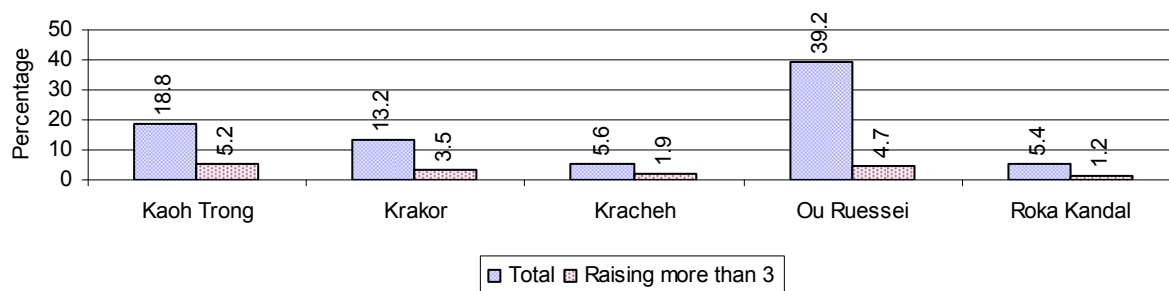 Percentage
50
40
30
20
10
0
18.8
5.2
13.2
3.5
5.6
1.9
39.2
4.7
5.4
1.2
Kaoh Trong
Krakor
Kracheh
Ou Ruessei
Roka Kandal
Total
Raising more than 3